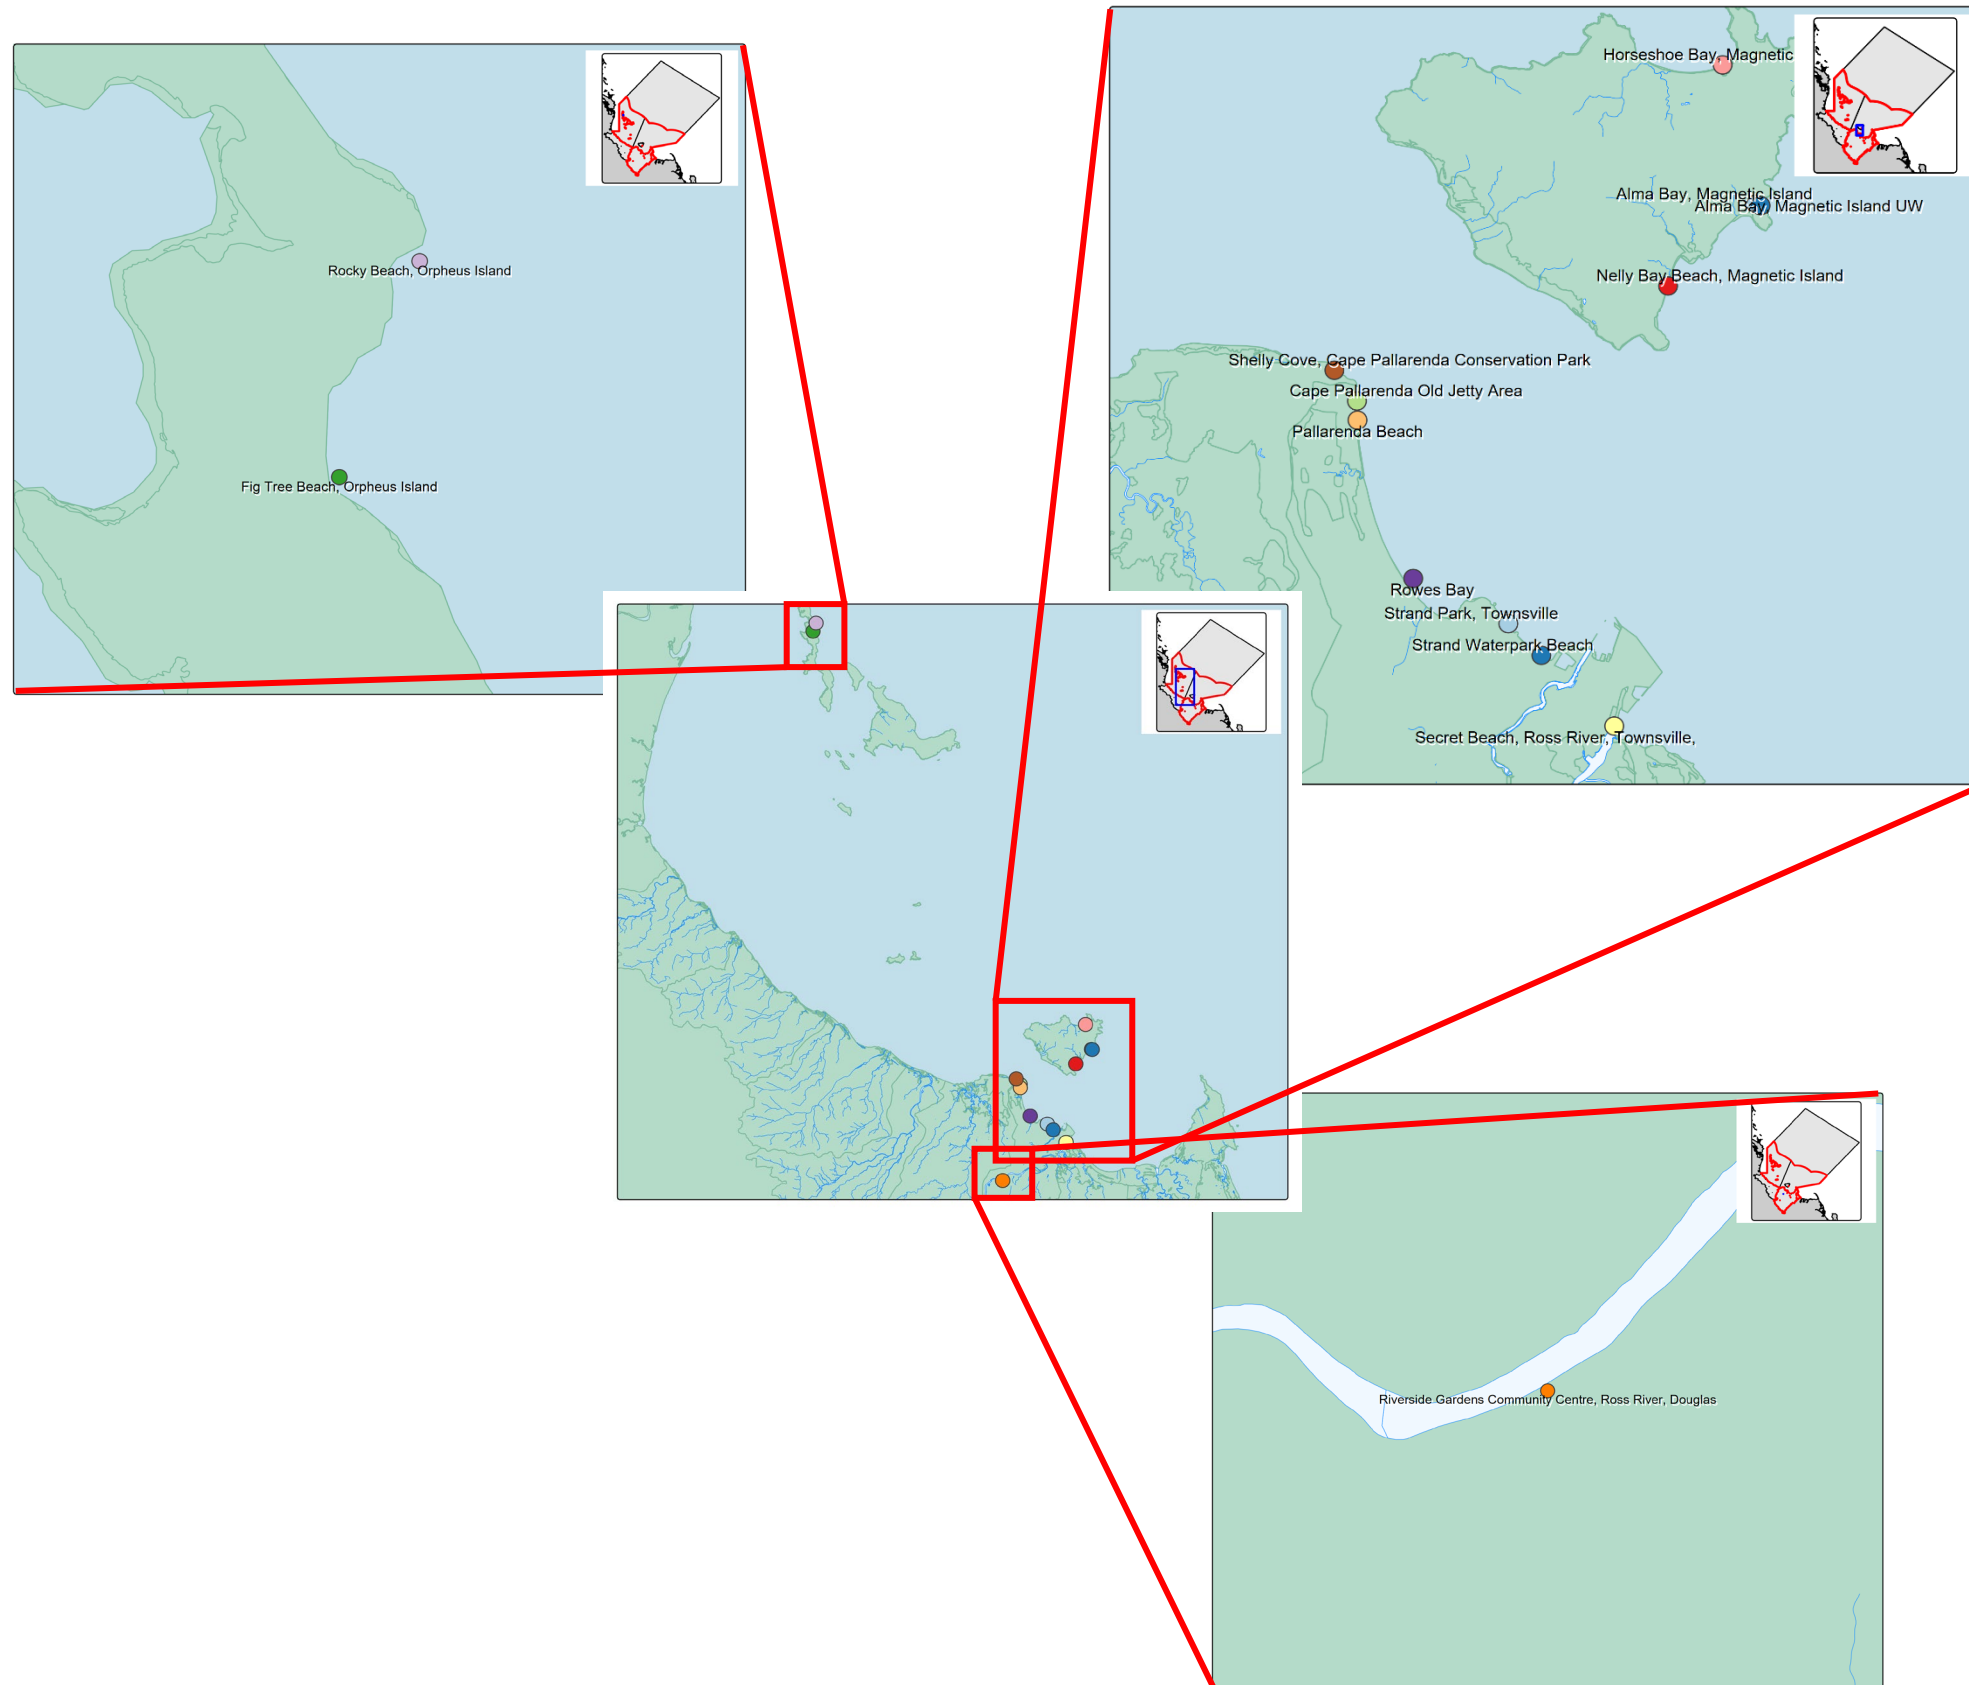 Horseshoe Bay, Magnetic
Alma Bay, Magnetic Island
Alma Bay, Magnetic Island UW
Rocky Beach, Orpheus Island
Nelly Bay Beach, Magnetic Island
Shelly Cove, Cape Pallarenda Conservation Park
Cape Pallarenda Old Jetty Area
Pallarenda Beach
Fig Tree Beach, Orpheus Island
Rowes Bay
Strand Park, Townsville
Strand Waterpark Beach
Secret Beach, Ross River, Townsville,
Riverside Gardens Community Centre, Ross River, Douglas